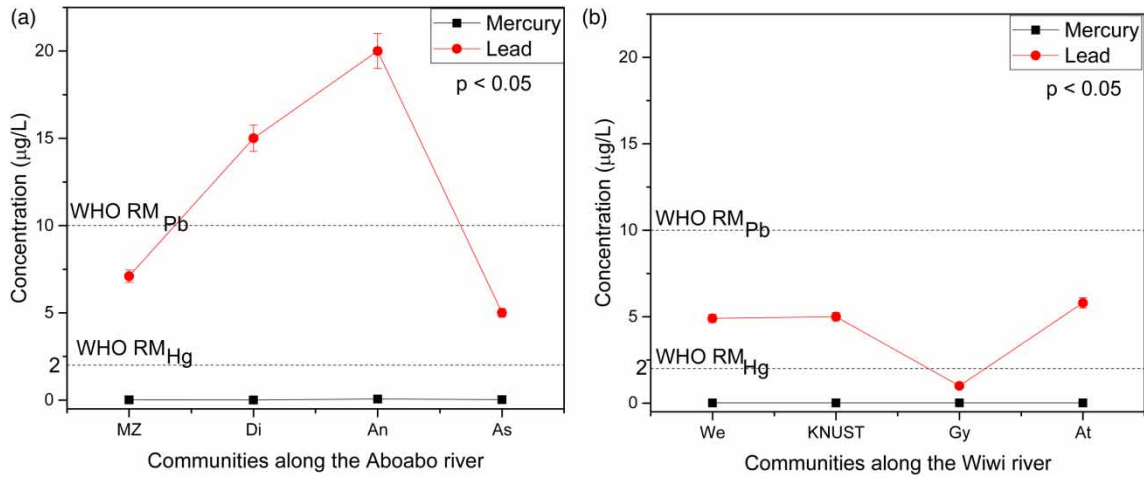 (a)
Mercury
Lead
p < 0.05
20
15
10
5
2
0
Concentration (μg/L)
WHO RM Pb
WHO RM Hg
MZ Di An As
Communities along the Aboabo river
(b)
Mercury
Lead
p < 0.05
20
15
10
5
2
0
Concentration (μg/L)
WHO RM Pb
WHO RM Hg
We KNUST Gy At
Communities along the Wiwi river